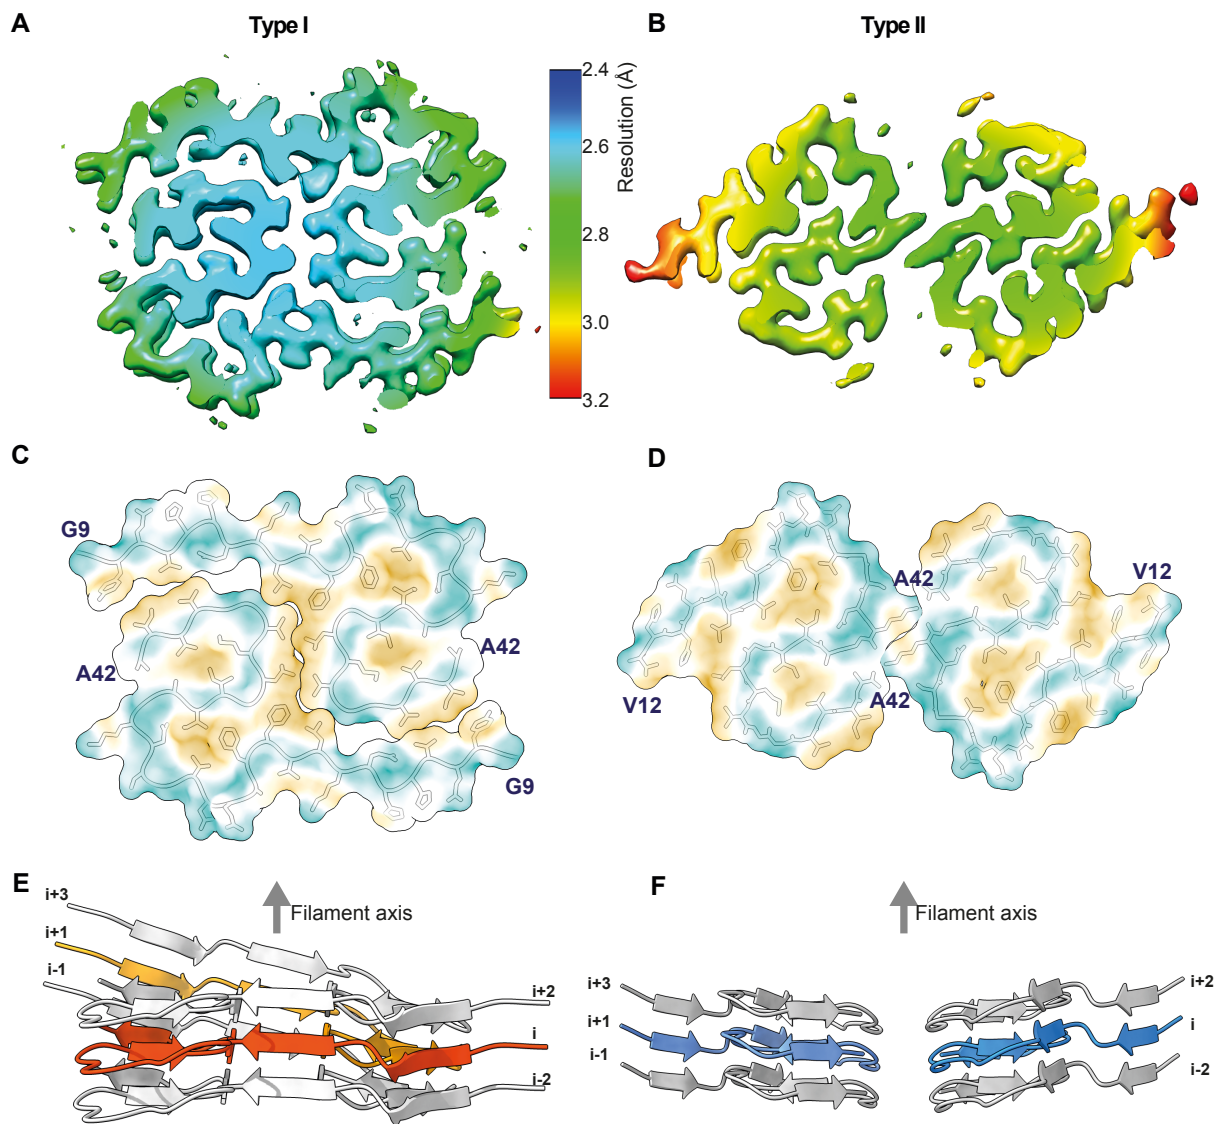 A
Type I
B
Type II
2.4
2.6
2.8
3.0
3.2
Resolution (Å)
C
D
G9
A42
A42
G9
A42
V12
V12
A42
E
F
i+3
i+1
i-1
Filament axis
i+2
i
i-2
Filament axis
i+3
i+1
i-1
i+2
i
i-2